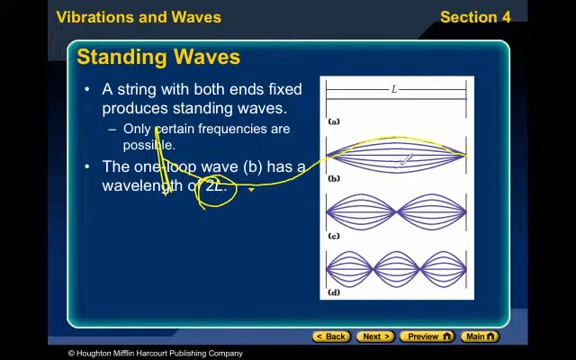 Vibrations and Waves
Section 4
Standing Waves
• A string with both ends fixed
produces standing waves.
– Only certain frequencies are
possible.
• The one-loop wave (b) has a
wavelength of 2L.
L
(a)
(b)
(c)
(d)
< Back
Next >
Preview
Main
© Houghton Mifflin Harcourt Publishing Company